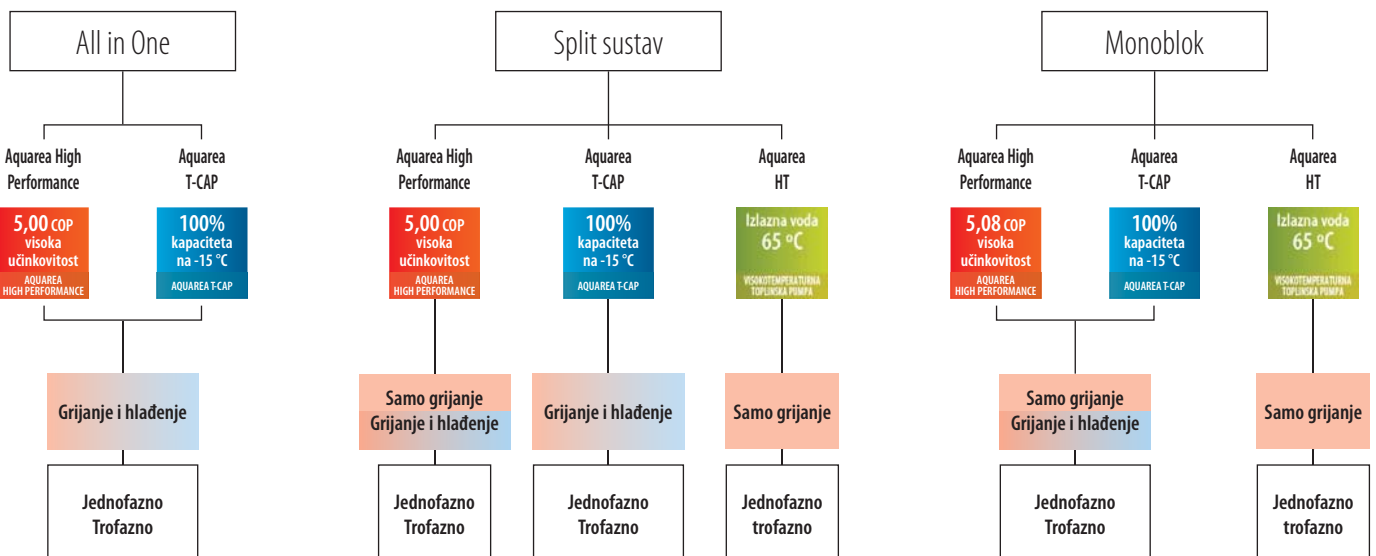 All in One
Split sustav
Monoblok
Aquarea High
Performance
Aquarea
T-CAP
Aquarea High
Performance
Aquarea
T-CAP
Aquarea
HT
Aquarea High
Performance
Aquarea
T-CAP
Aquarea
HT
5,00 COP
visoka
učinkovitost
AQUAREA
HIGH PERFORMANCE
100%
kapaciteta
na -15 °C
AQUAREA T-CAP
5,00 COP
visoka
učinkovitost
AQUAREA
HIGH PERFORMANCE
100%
kapaciteta
na -15 °C
AQUAREA T-CAP
Izlazna voda
65 ºC
VISOKOTEMPERATURNA
TOPLINSKA PUMPA
5,08 COP
visoka
učinkovitost
AQUAREA
HIGH PERFORMANCE
100%
kapaciteta
na -15 °C
AQUAREA T-CAP
Izlazna voda
65 ºC
VISOKOTEMPERATURNA
TOPLINSKA PUMPA
Grijanje i hlađenje
Samo grijanje
Grijanje i hlađenje
Grijanje i hlađenje
Samo grijanje
Samo grijanje
Grijanje i hlađenje
Samo grijanje
Jednofazno
Trofazno
Jednofazno
Trofazno
Jednofazno
Trofazno
Jednofazno
trofazno
Jednofazno
Trofazno
Jednofazno
trofazno